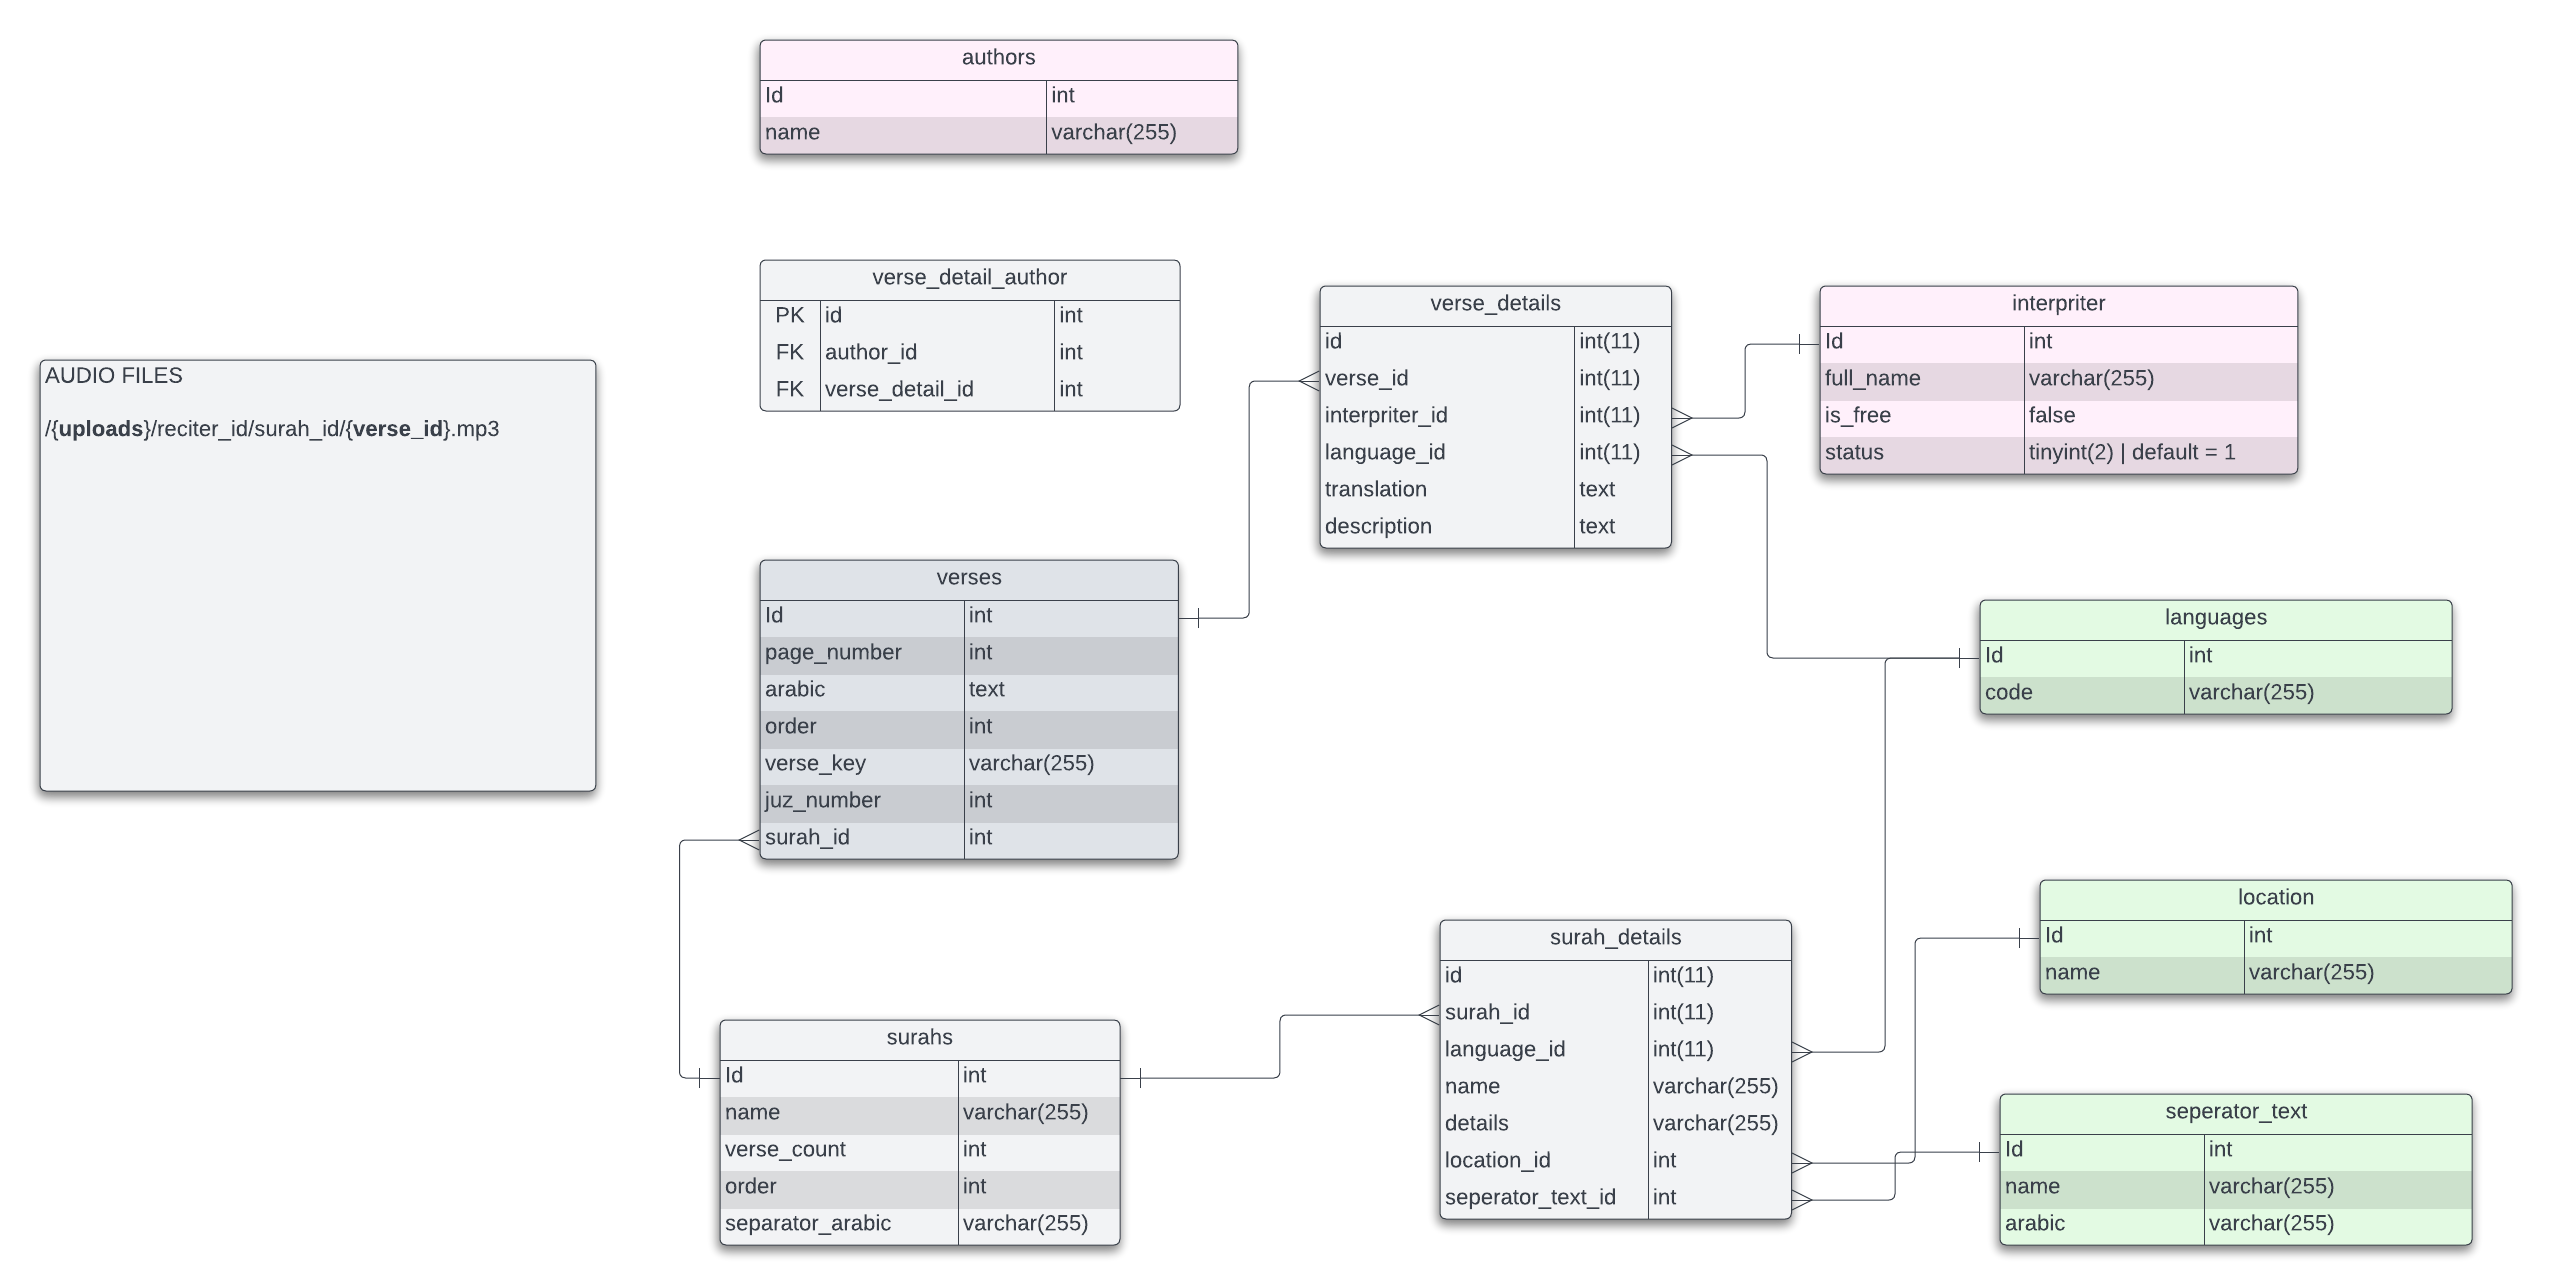 authors
Id int
name varchar(255)
verse_detail_author
PK id int
FK author_id int
FK verse_detail_id int
verse_details
id int(11)
verse_id int(11)
interpriter_id int(11)
language_id int(11)
translation text
description text
interpriter
Id int
full_name varchar(255)
is_free false
status tinyint(2) | default = 1
AUDIO FILES
/{uploads}/reciter_id/surah_id/{verse_id}.mp3
verses
Id int
page_number int
arabic text
order int
verse_key varchar(255)
juz_number int
surah_id int
languages
Id int
code varchar(255)
location
Id int
name varchar(255)
surah_details
id int(11)
surah_id int(11)
language_id int(11)
name varchar(255)
details varchar(255)
location_id int
seperator_text_id int
surahs
Id int
name varchar(255)
verse_count int
order int
separator_arabic varchar(255)
seperator_text
Id int
name varchar(255)
arabic varchar(255)